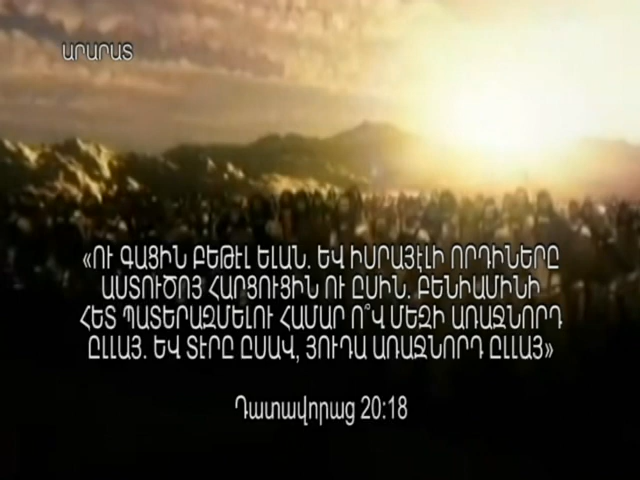 ԱՐԱՐԱՏ
«ՈՒ ԳԱՑԻՆ ԲԵԹԷԼ ԵԼԱՆ. ԵՎ ԻՍՐԱՅԷԼԻ ՈՐԴԻՆԵՐԸ
ԱՍՏՈՒԾՈՅ ՀԱՐՑՈՒՑԻՆ ՈՒ ԸՍԻՆ. ԲԵՆԻԱՄԻՆԻ
ՀԵՏ ՊԱՏԵՐԱԶՄԵԼՈՒ ՀԱՄԱՐ Ո՞Վ ՄԵԶԻ ԱՌԱՋՆՈՐԴ
ԸԼԼԱՅ. ԵՎ ՏԷՐԸ ԸՍԱՎ, ՅՈՒԴԱ ԱՌԱՋՆՈՐԴ ԸԼԼԱՅ»
Դատավորաց 20:18